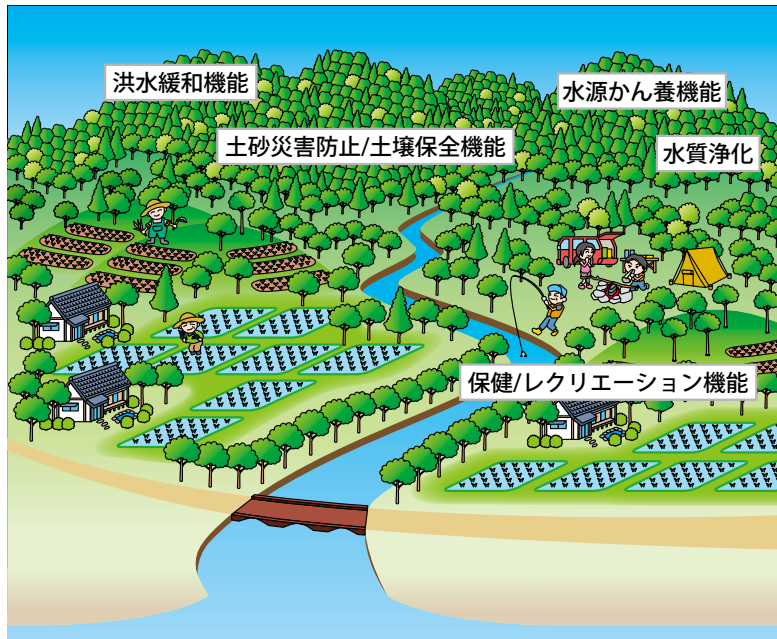 洪水緩和機能
水源かん養機能
土砂災害防止/土壌保全機能
水質浄化
保健/レクリエーション機能